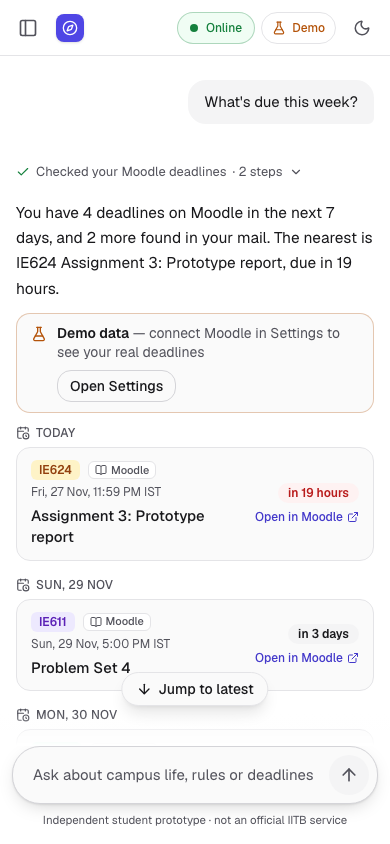 Online
Demo
What's due this week?
Checked your Moodle deadlines · 2 steps
You have 4 deadlines on Moodle in the next 7
days, and 2 more found in your mail. The nearest is
IE624 Assignment 3: Prototype report, due in 19
hours.
Demo data — connect Moodle in Settings to
see your real deadlines
Open Settings
TODAY
IE624 Moodle
Fri, 27 Nov, 11:59 PM IST
in 19 hours
Assignment 3: Prototype
report
Open in Moodle
SUN, 29 NOV
IE611 Moodle
Sun, 29 Nov, 5:00 PM IST
in 3 days
Problem Set 4
Open in Moodle
Jump to latest
MON, 30 NOV
Ask about campus life, rules or deadlines
Independent student prototype · not an official IITB service